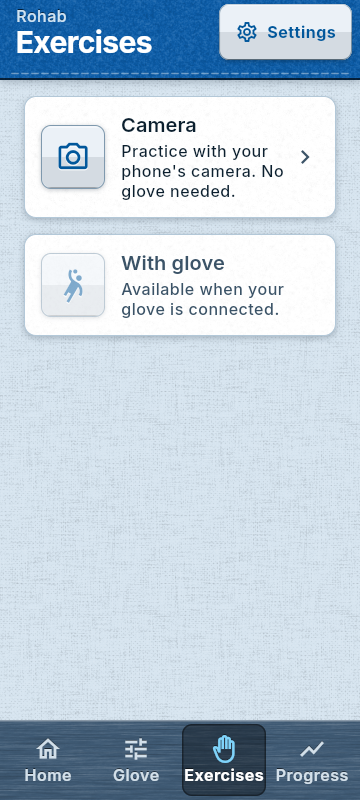 Rohab
Exercises
Settings
Camera
Practice with your
phone's camera. No
glove needed.
With glove
Available when your
glove is connected.
Home
Glove
Exercises
Progress